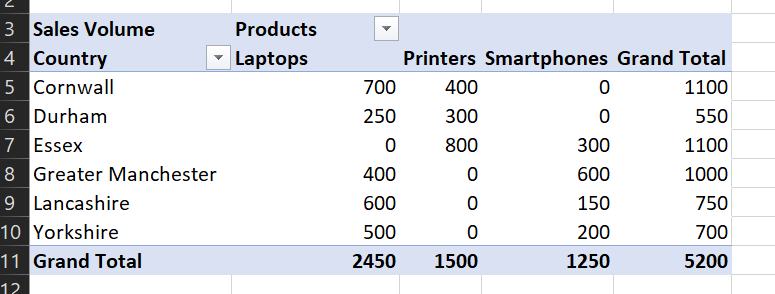 3 Sales Volume Products
4 Country Laptops Printers Smartphones Grand Total
5 Cornwall 700 400 0 1100
6 Durham 250 300 0 550
7 Essex 0 800 300 1100
8 Greater Manchester 400 0 600 1000
9 Lancashire 600 0 150 750
10 Yorkshire 500 0 200 700
11 Grand Total 2450 1500 1250 5200
12